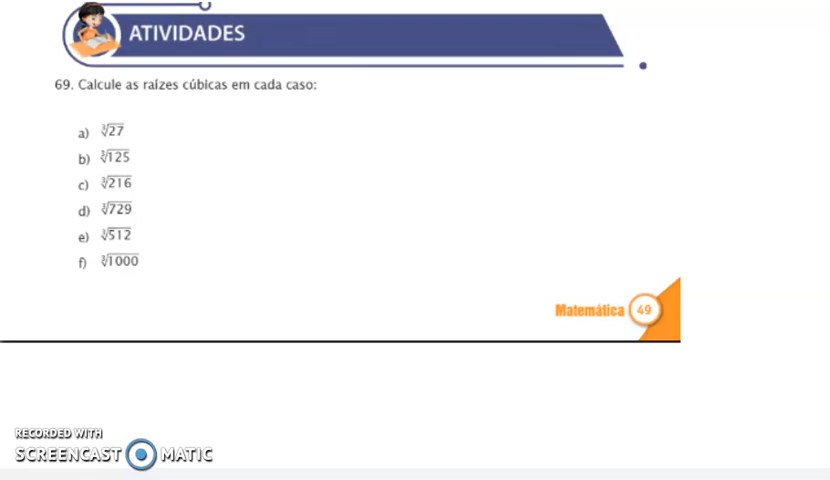 ATIVIDADES
69. Calcule as raízes cúbicas em cada caso:
a) ∛27
b) ∛125
c) ∛216
d) ∛729
e) ∛512
f) ∛1000
Matemática 49
RECORDED WITH
SCREENCAST MATIC